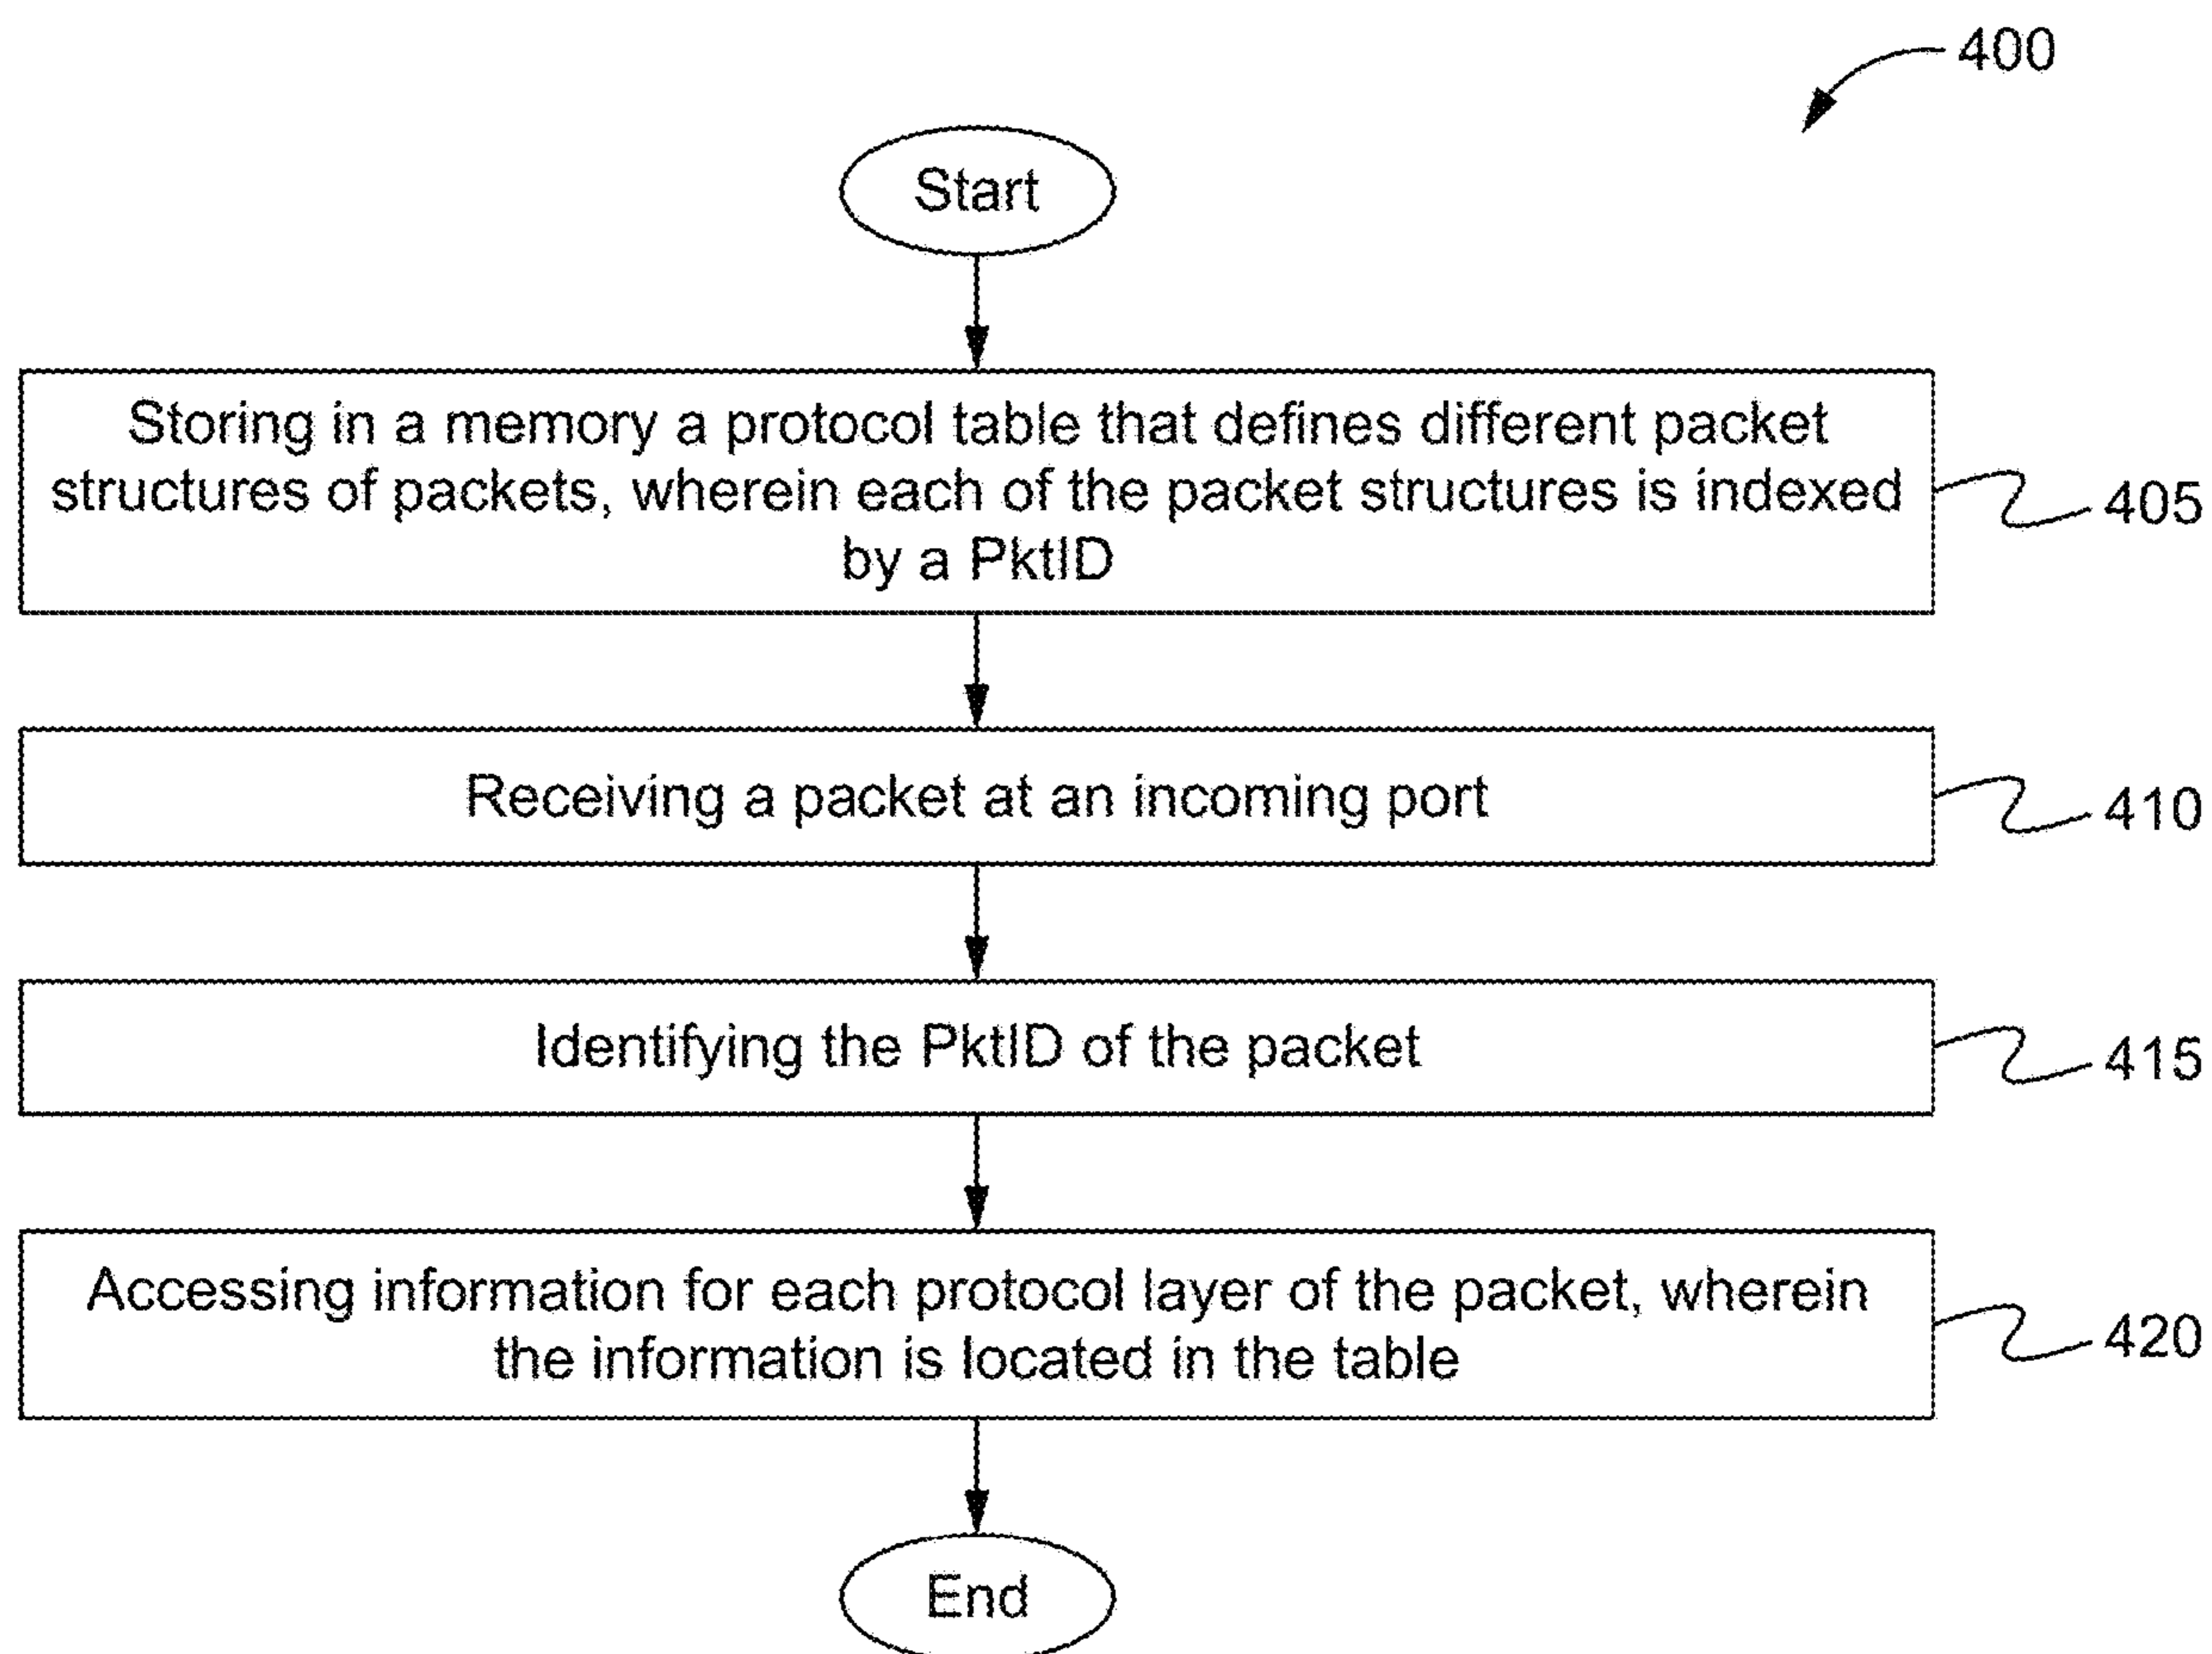 400
Start
Storing in a memory a protocol table that defines different packet
structures of packets, wherein each of the packet structures is indexed
by a PktID
405
Receiving a packet at an incoming port
410
Identifying the PktID of the packet
415
Accessing information for each protocol layer of the packet, wherein
the information is located in the table
420
End